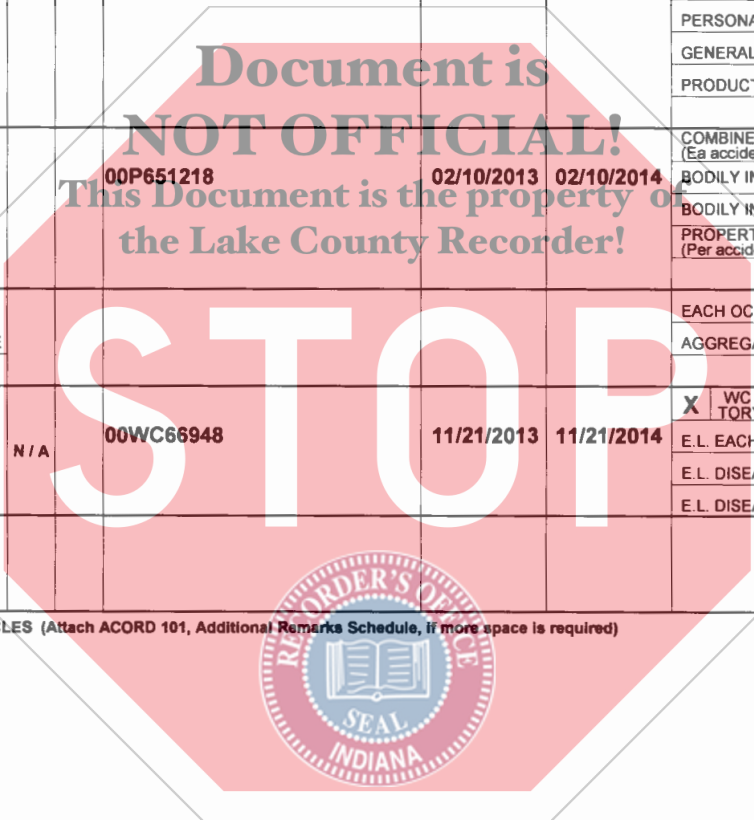 PERSONA
GENERAL
PRODUCT
Document is
NOT OFFICIAL!
This Document is the property of
the Lake County Recorder!
COMBINE
(Ea accide
00P651218 02/10/2013 02/10/2014 BODILY IN
BODILY IN
PROPERT
(Per accid
EACH OC
AGGREGA
STOP
X WC
TORY
N / A 00WC66948 11/21/2013 11/21/2014
E.L. EACH
E.L. DISEA
E.L. DISEA
LES (Attach ACORD 101, Additional Remarks Schedule, if more space is required)
RECORDER'S OFFICE
SEAL
INDIANA